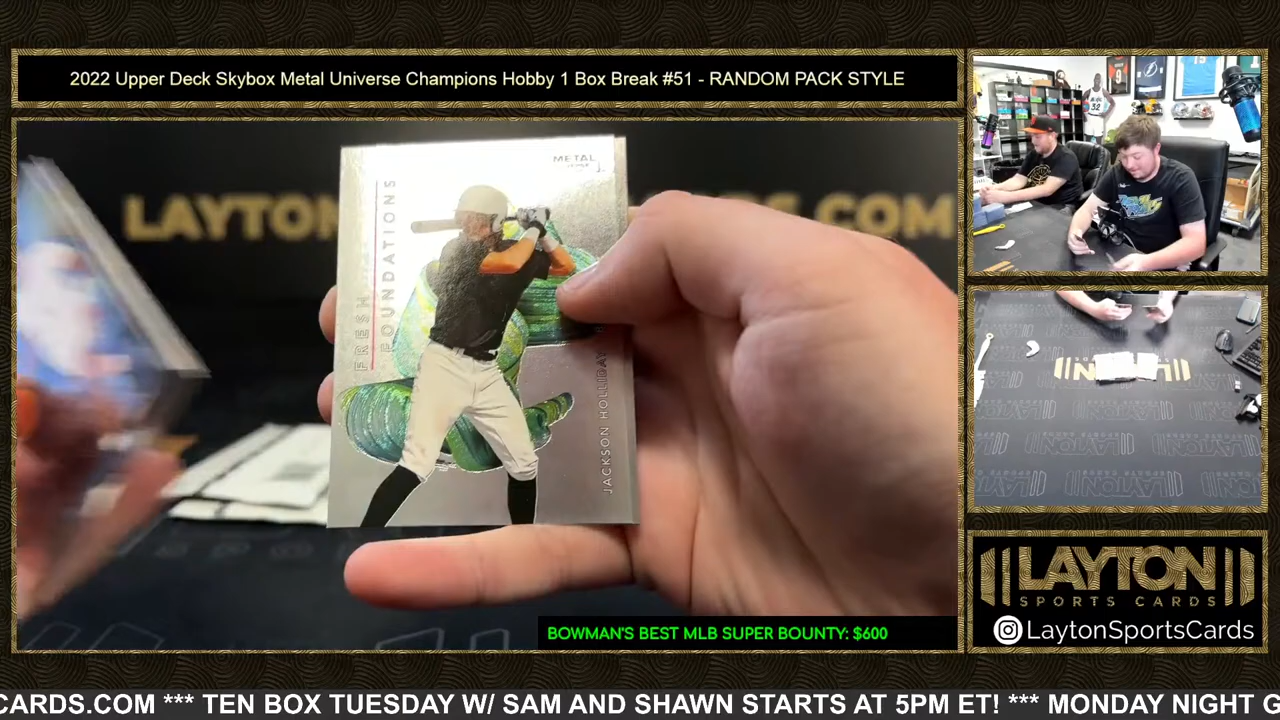 2022 Upper Deck Skybox Metal Universe Champions Hobby 1 Box Break #51 - RANDOM PACK STYLE
METAL
FRESH
FOUNDATIONS
JACKSON HOLLIDAY
LAYTON
CARDS.COM
BOWMAN'S BEST MLB SUPER BOUNTY: $600
LAYTON
SPORTS CARDS
LaytonSportsCards
CARDS.COM *** TEN BOX TUESDAY W/ SAM AND SHAWN STARTS AT 5PM ET! *** MONDAY NIGHT G